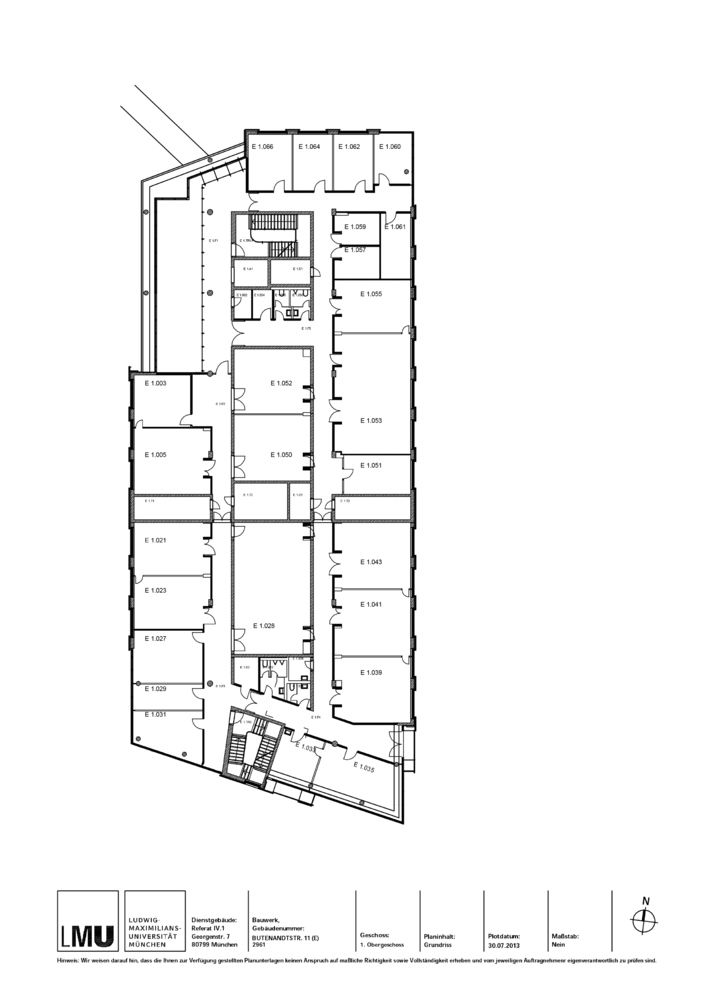 E 1.066
E 1.064
E 1.062
E 1.060
E 1.059
E 1.061
E 1.057
E 1.055
E 1.003
E 1.052
E 1.053
E 1.005
E 1.050
E 1.051
E 1.021
E 1.043
E 1.023
E 1.041
E 1.028
E 1.027
E 1.039
E 1.029
E 1.031
E 1.035
N
LMU
LUDWIG-
MAXIMILIANS-
UNIVERSITÄT
MÜNCHEN
Dienstgebäude:
Referat IV.1
Georgenstr. 7
80799 München
Bauwerk,
Gebäudenummer:
BUTENANDTSTR. 11 (E)
2961
Geschoss:
1. Obergeschoss
Planinhalt:
Grundriss
Plotdatum:
30.07.2013
Maßstab:
Nein
Hinweis: Wir weisen darauf hin, dass die Ihnen zur Verfügung gestellten Planunterlagen keinen Anspruch auf maßliche Richtigkeit sowie Vollständigkeit erheben und vom jeweiligen Auftragnehmeer eigenverantwortlich zu prüfen sind.